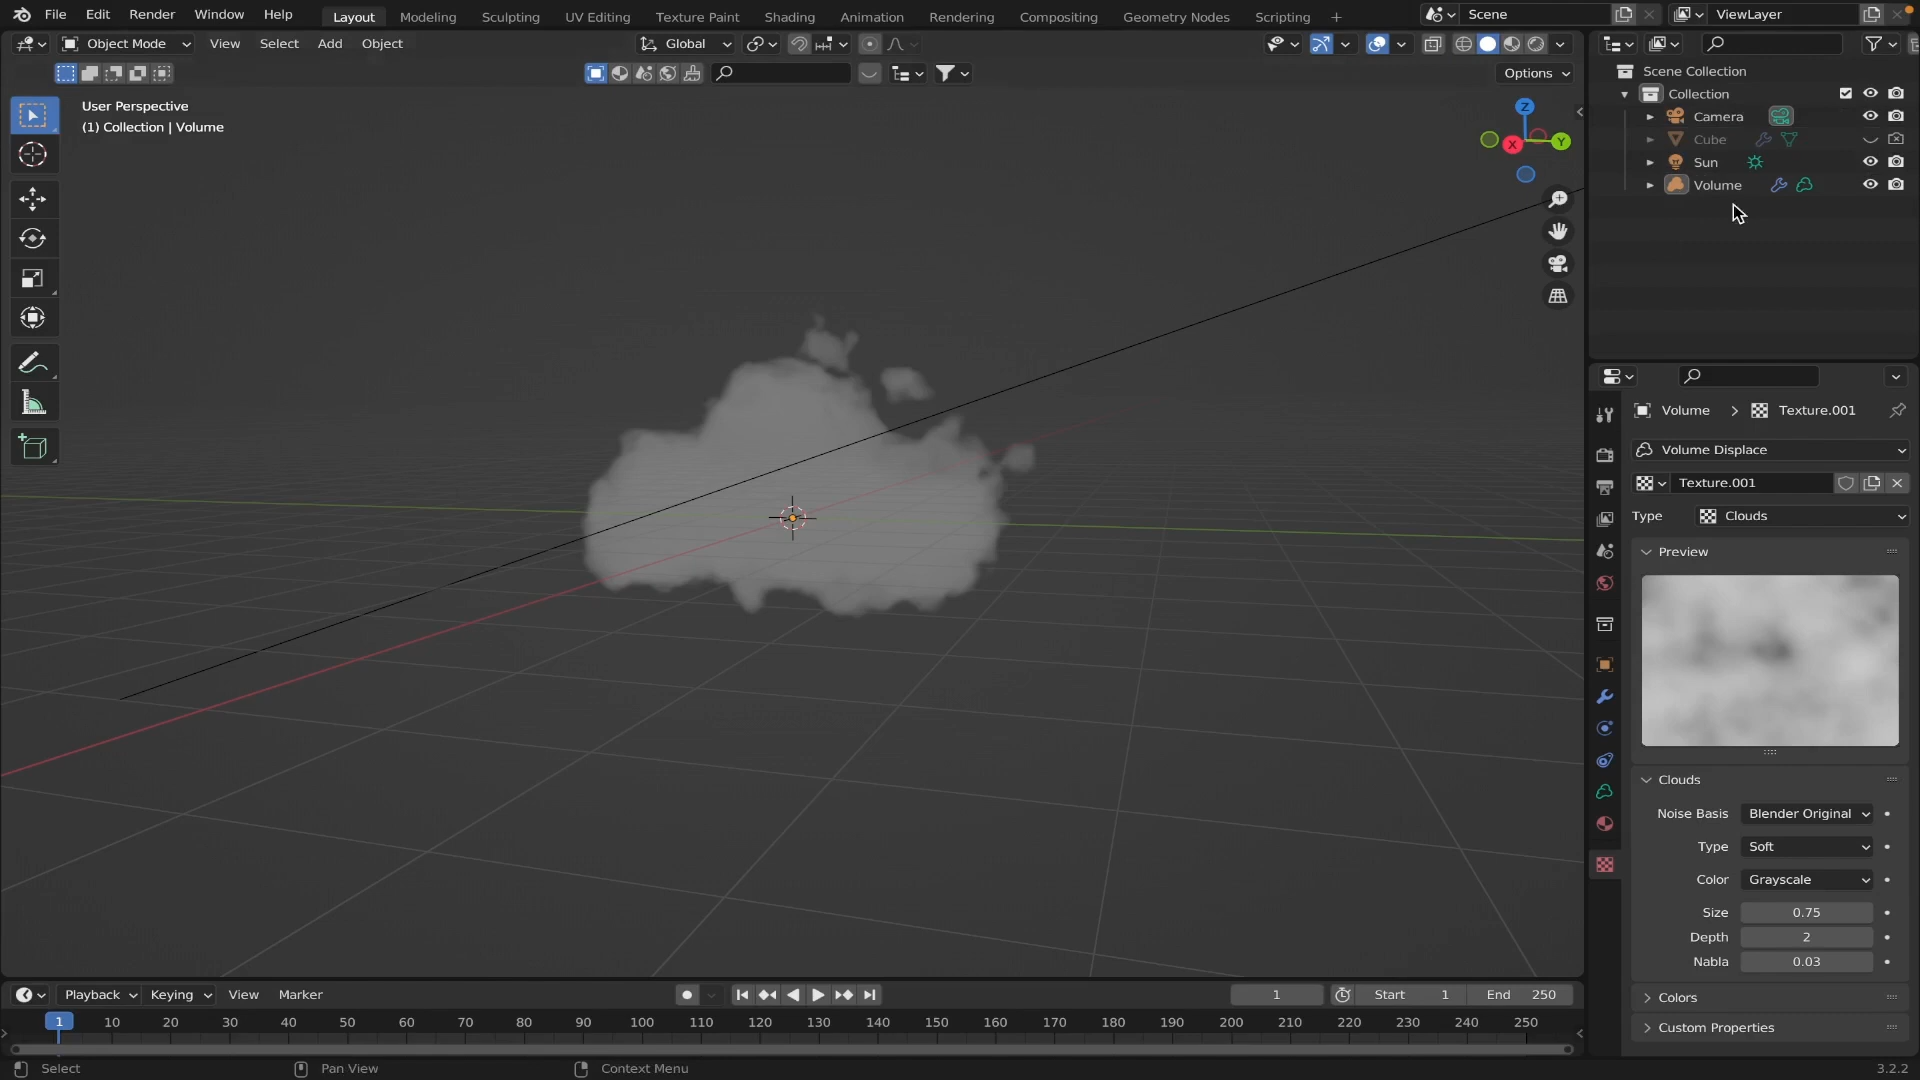 File Edit Render Window Help Layout Modeling Sculpting UV Editing Texture Paint Shading Animation Rendering Compositing Geometry Nodes Scripting + Scene ViewLayer
Object Mode View Select Add Object Global
Options
User Perspective
(1) Collection | Volume
Z
X
Y
Scene Collection
Collection
Camera
Cube
Sun
Volume
Volume Texture.001
Volume Displace
Texture.001
Type Clouds
Preview
Clouds
Noise Basis Blender Original
Type Soft
Color Grayscale
Size 0.75
Depth 2
Nabla 0.03
Colors
Custom Properties
Playback Keying View Marker 1 Start 1 End 250
1 10 20 30 40 50 60 70 80 90 100 110 120 130 140 150 160 170 180 190 200 210 220 230 240 250
Select Pan View Context Menu 3.2.2